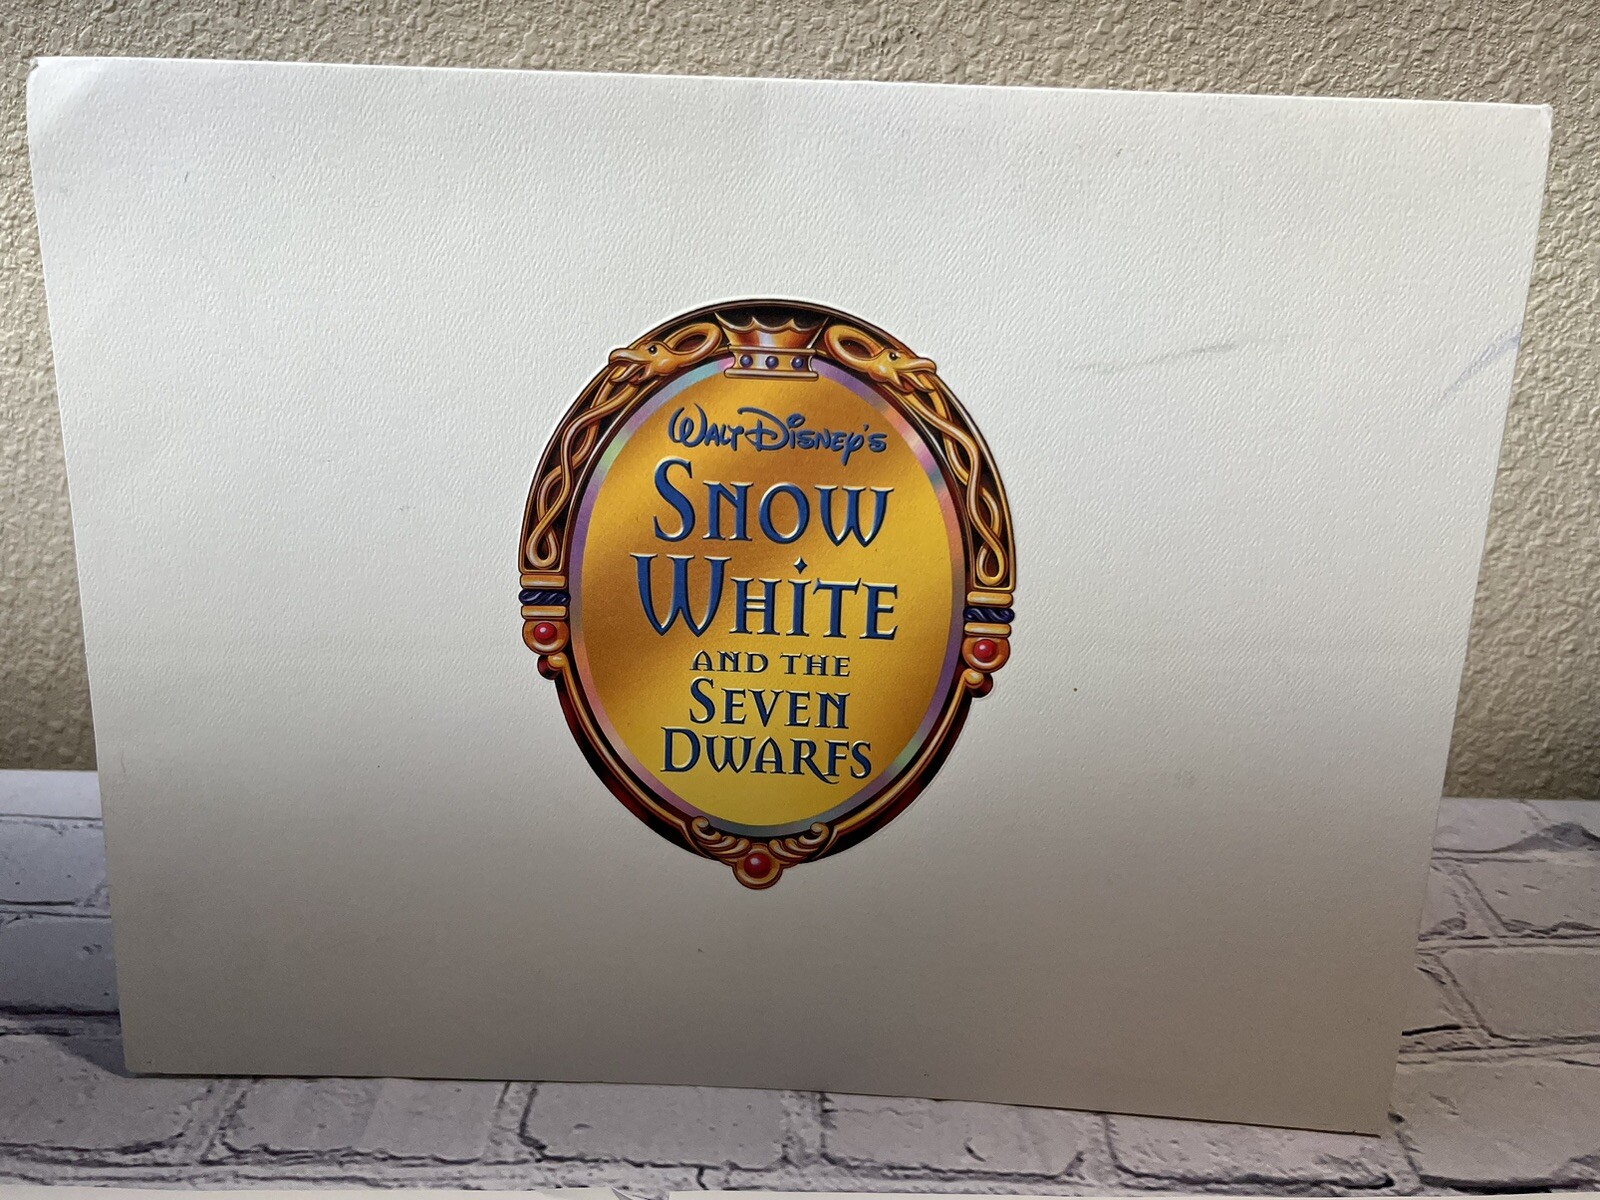 Walt Disney's
Snow
White
and the
Seven
Dwarfs